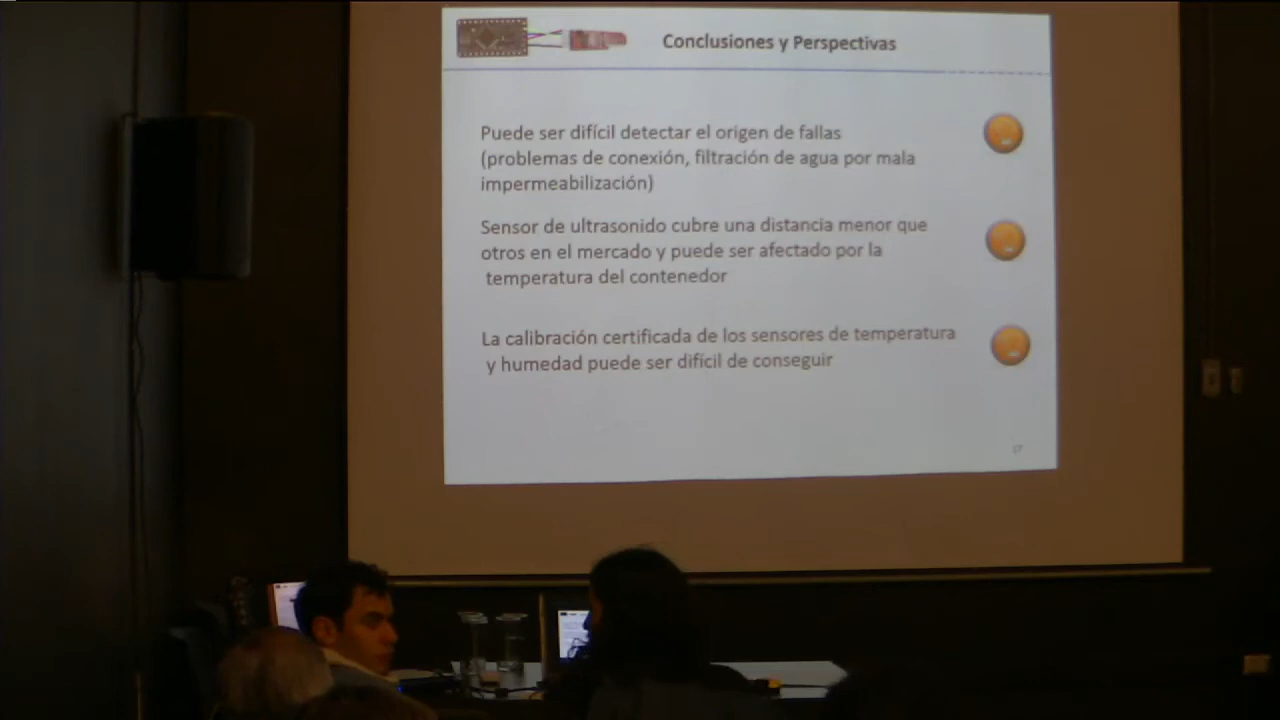 Conclusiones y Perspectivas
Puede ser difícil detectar el origen de fallas
(problemas de conexión, filtración de agua por mala
impermeabilización)
Sensor de ultrasonido cubre una distancia menor que
otros en el mercado y puede ser afectado por la
temperatura del contenedor
La calibración certificada de los sensores de temperatura
y humedad puede ser difícil de conseguir